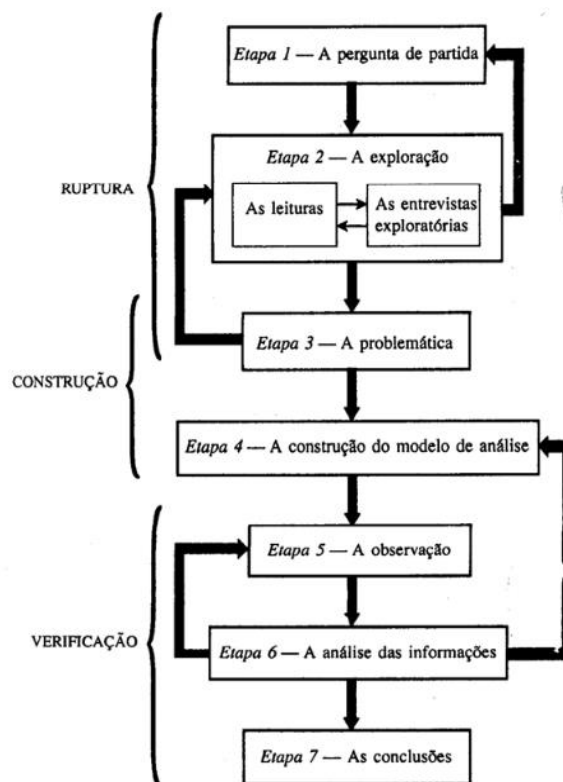 Etapa 1 — A pergunta de partida
Etapa 2 — A exploração
RUPTURA
As leituras
As entrevistas
exploratórias
Etapa 3 — A problemática
CONSTRUÇÃO
Etapa 4 — A construção do modelo de análise
Etapa 5 — A observação
VERIFICAÇÃO
Etapa 6 — A análise das informações
Etapa 7 — As conclusões